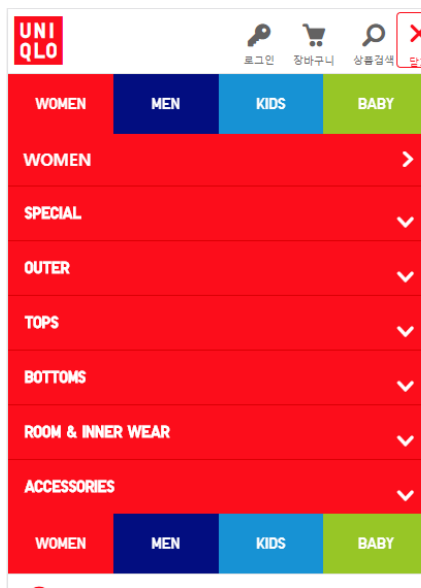 UNI
QLO
로그인 장바구니 상품검색
WOMEN MEN KIDS BABY
WOMEN
SPECIAL
OUTER
TOPS
BOTTOMS
ROOM & INNER WEAR
ACCESSORIES
WOMEN MEN KIDS BABY